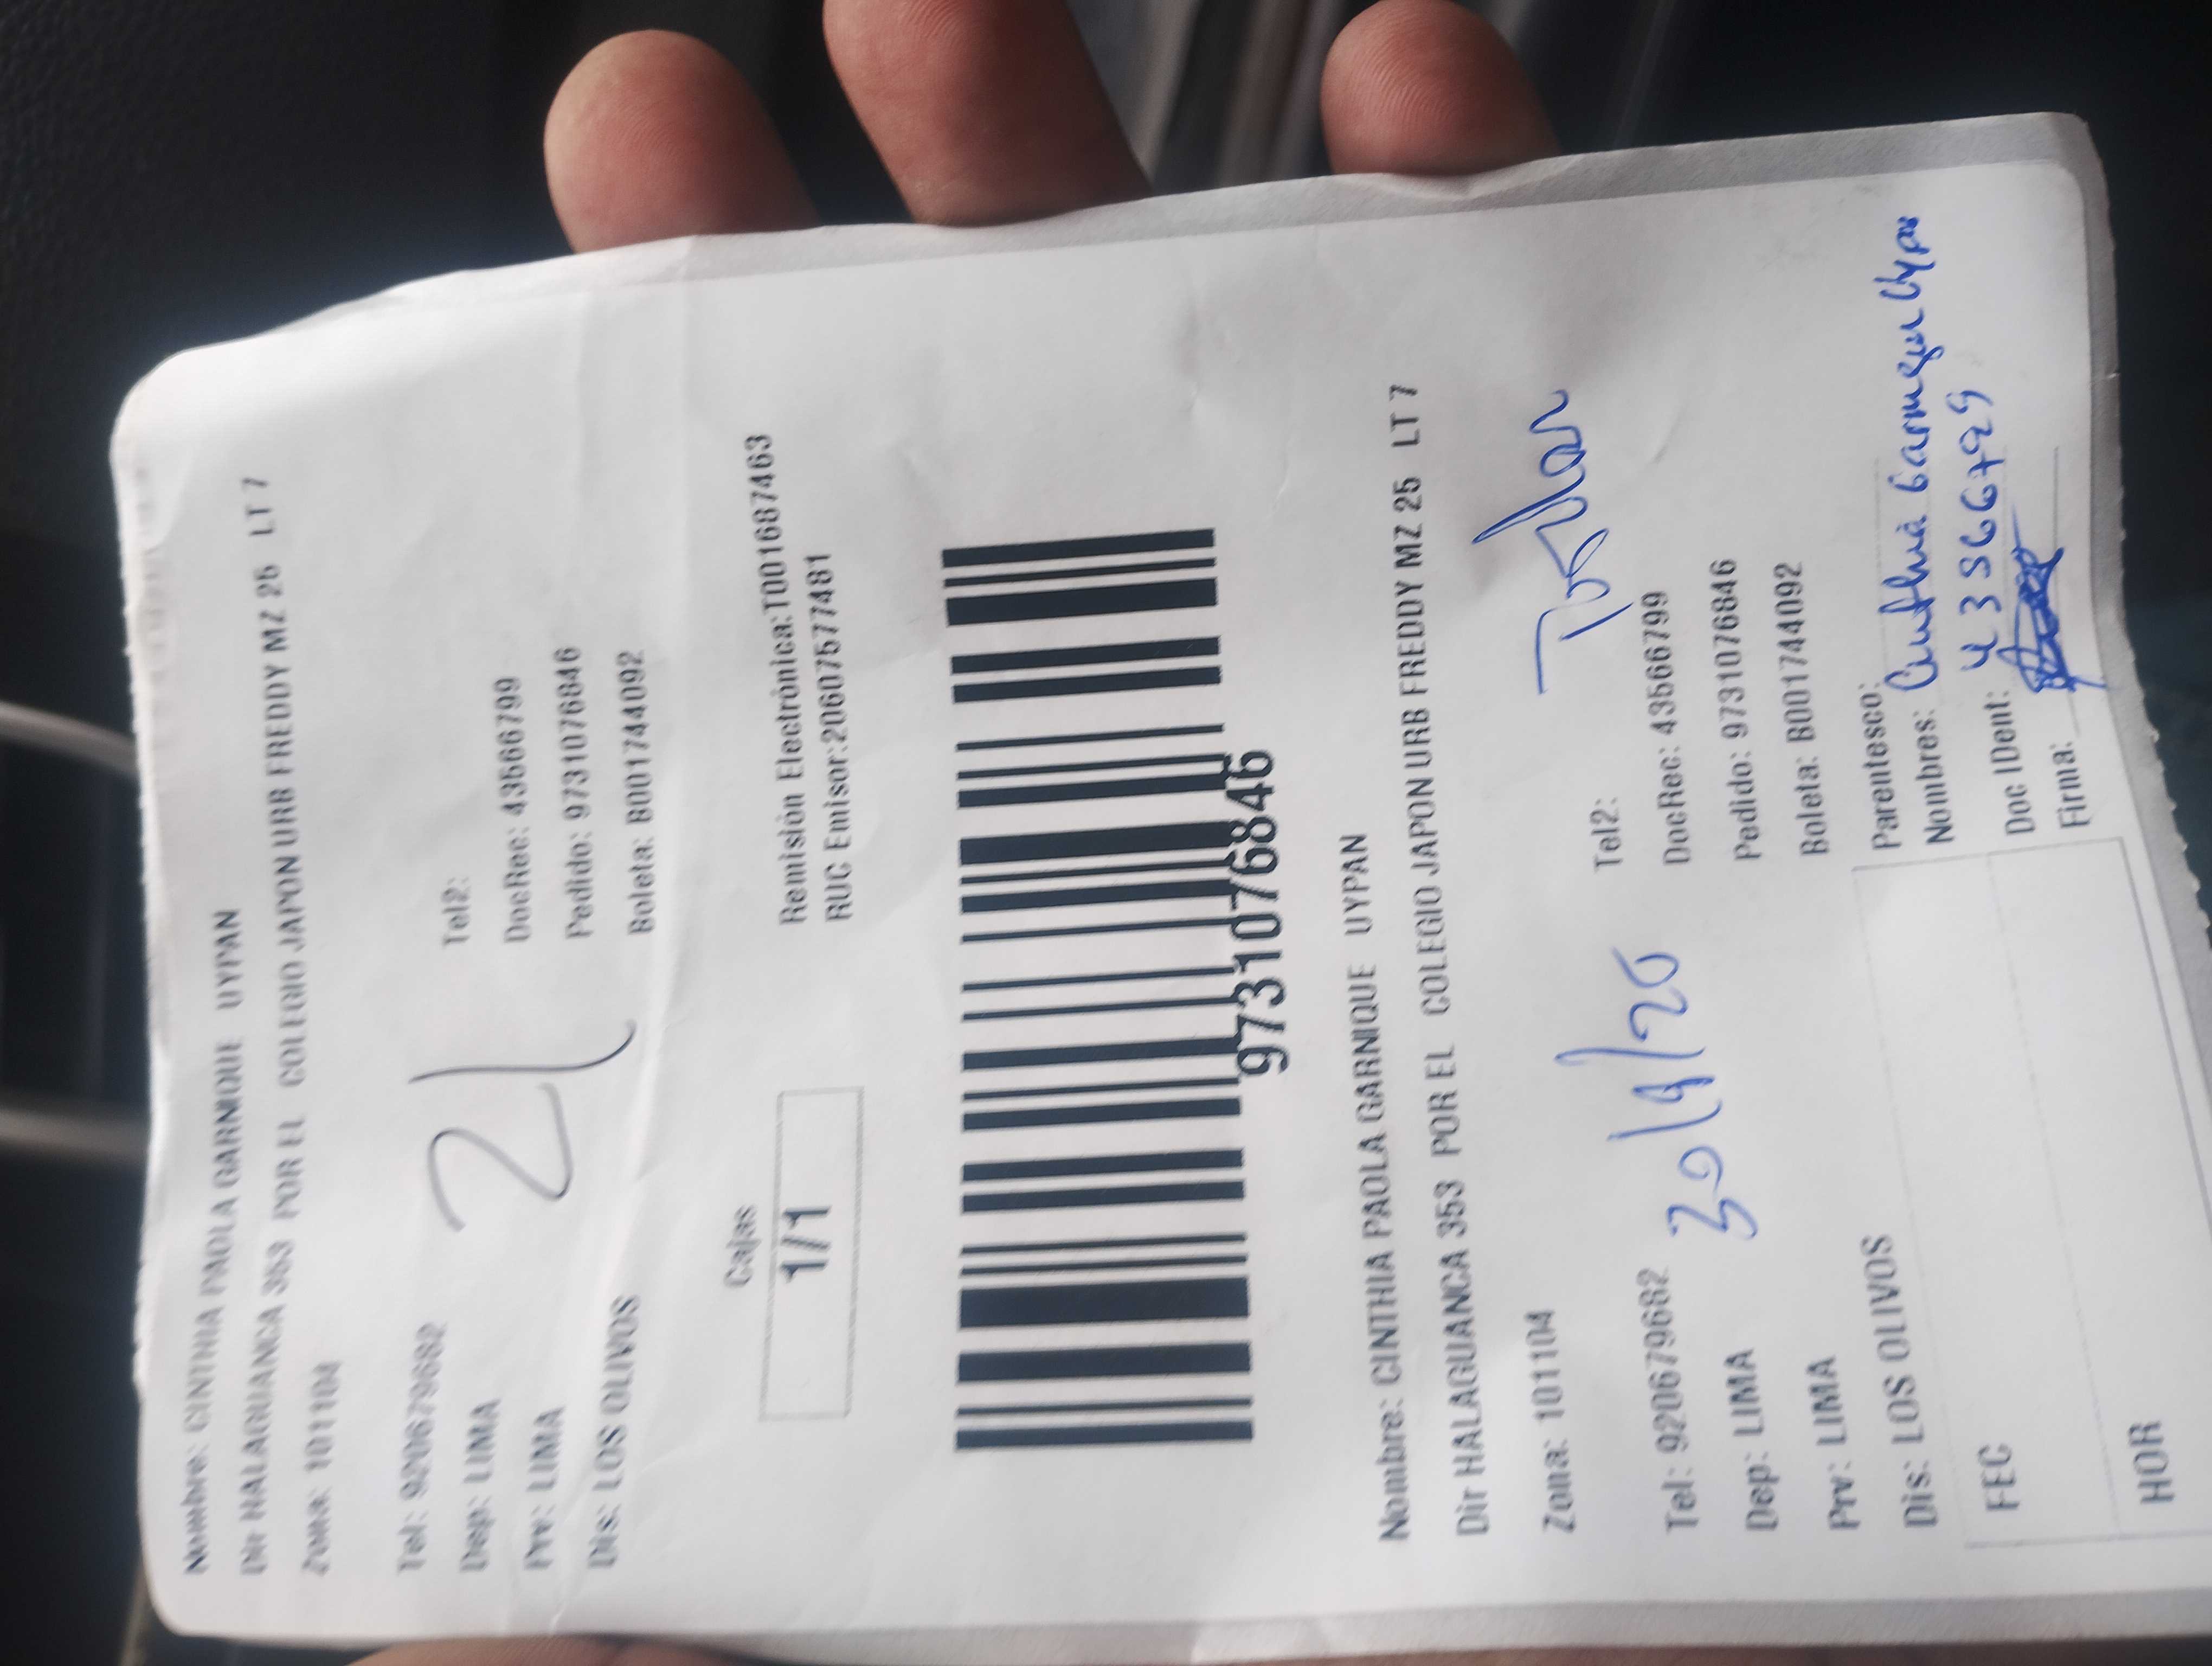 Nombre: CINTHIA PAOLA GARNIQUE UYPAN
Dir HALAGUANCA 353 POR EL COLEGIO JAPON URB FREDDY MZ 25 LT 7
Zona: 101104
Tel: 920679682 Tel2:
Dep: LIMA DocRec: 43566799
Prv: LIMA Pedido: 9731076846
Dis: LOS OLIVOS Boleta: B001744092
21
Cajas
1/1
Remisión Electrónica:T001687463
RUC Emisor:20607577481
9731076846
Nombre: CINTHIA PAOLA GARNIQUE UYPAN
Dir HALAGUANCA 353 POR EL COLEGIO JAPON URB FREDDY MZ 25 LT 7
Zona: 101104
Tel: 920679682 Tel2:
Dep: LIMA DocRec: 43566799
Prv: LIMA Pedido: 9731076846
Dis: LOS OLIVOS Boleta: B001744092
Parentesco:
Nombres: Cinthia Garnique Uypan
Doc IDent: 43566799
Firma:
FEC
HOR